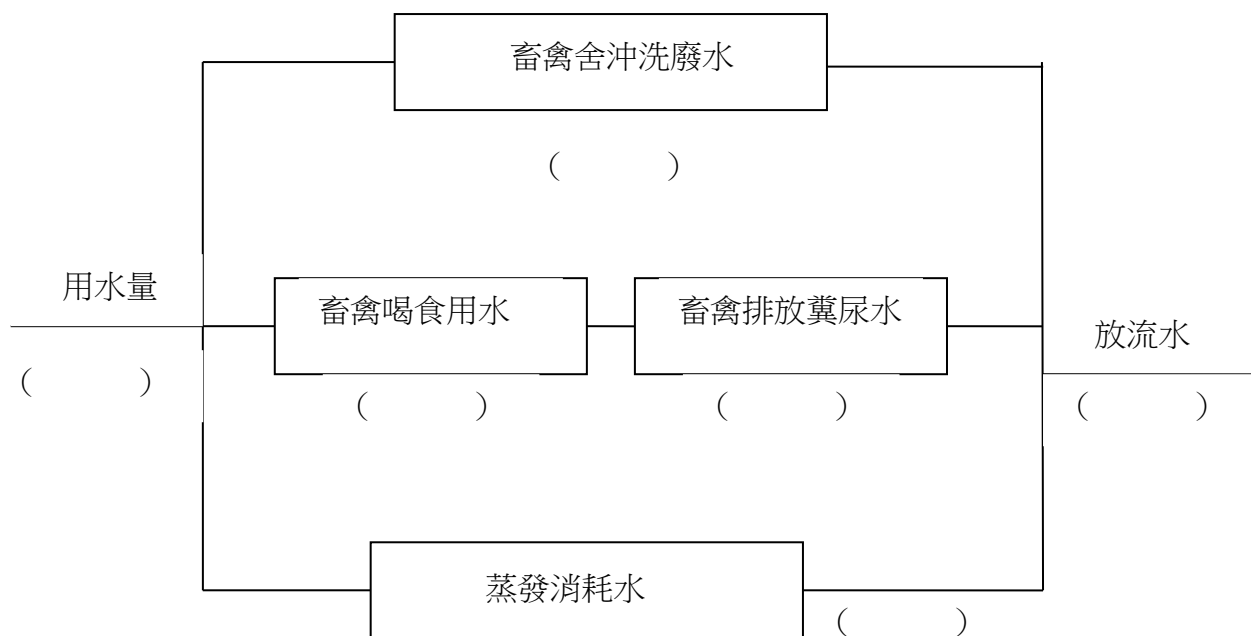 畜禽舍沖洗廢水
（　　　）
用水量
畜禽喝食用水
畜禽排放糞尿水
放流水
（　　　）
（　　　）
（　　　）
（　　　）
蒸發消耗水
（　　　）